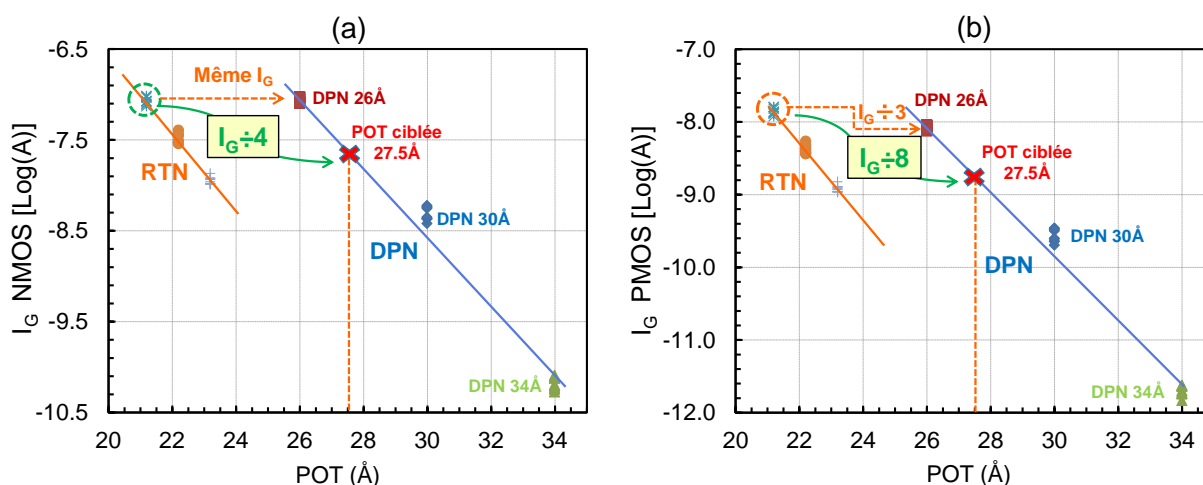 (a)
I_G NMOS [Log(A)]
-6.5
-7.5
-8.5
-9.5
-10.5
Même I_G
DPN 26Å
I_G÷4
POT ciblée
27.5Å
RTN
DPN 30Å
DPN
DPN 34Å
20 22 24 26 28 30 32 34
POT (Å)
(b)
I_G PMOS [Log(A)]
-7.0
-8.0
-9.0
-10.0
-11.0
-12.0
DPN 26Å
I_G÷3
I_G÷8
POT ciblée
27.5Å
RTN
DPN 30Å
DPN
DPN 34Å
20 22 24 26 28 30 32 34
POT (Å)